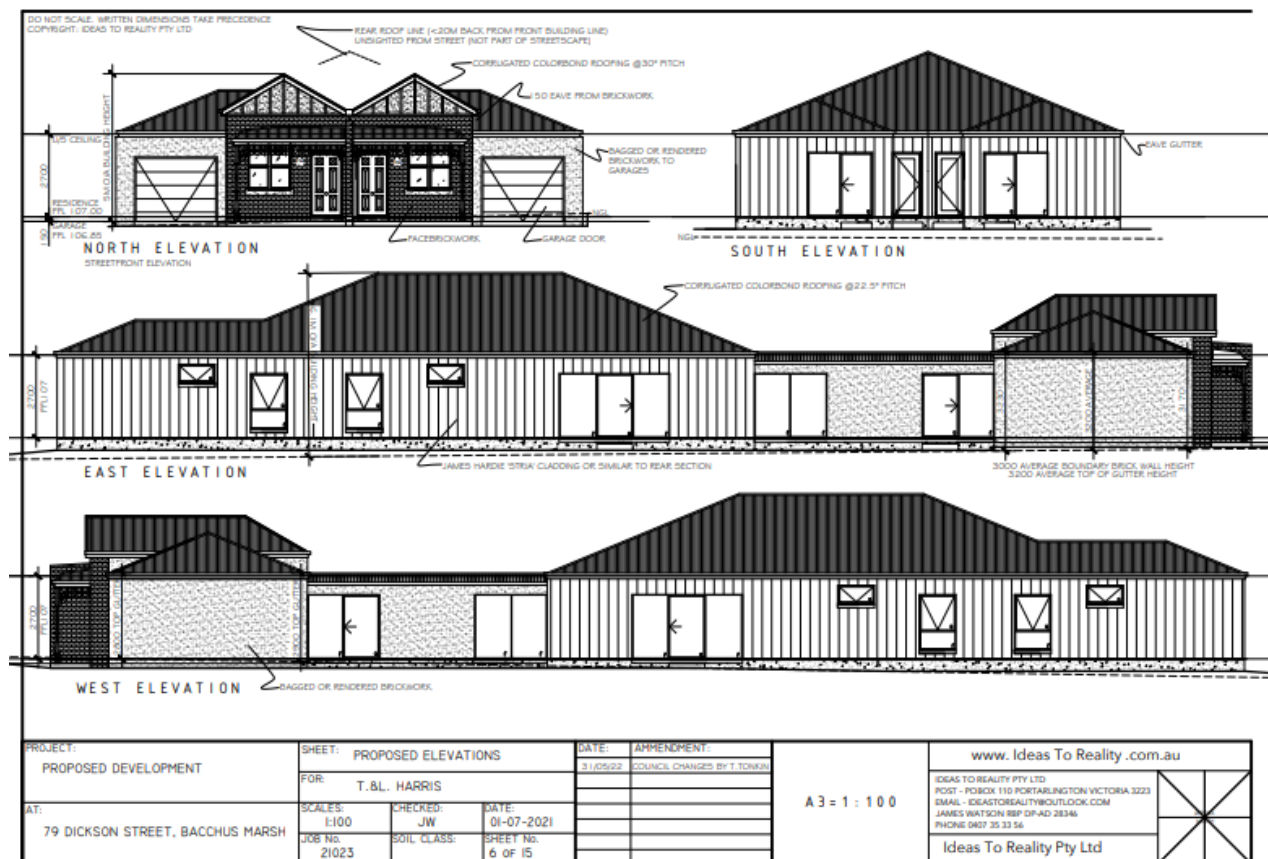 DO NOT SCALE. WRITTEN DIMENSIONS TAKE PRECEDENCE
COPYRIGHT: IDEAS TO REALITY PTY LTD
REAR ROOF LINE (<20M BACK FROM FRONT BUILDING LINE)
UNSIGHTED FROM STREET (NOT PART OF STREETSCAPE)
CORRUGATED COLORBOND ROOFING @30° PITCH
150 EAVE FROM BRICKWORK
U/S CEILING
BUILDING HEIGHT
2700
BAGGED OR RENDERED
BRICKWORK TO
GARAGES
EAVE GUTTER
RESIDENCE
FFL 107.00
GARAGE
FFL 106.85
NGL
FACEBRICKWORK
GARAGE DOOR
NORTH ELEVATION
STREETFRONT ELEVATION
NGL
SOUTH ELEVATION
CORRUGATED COLORBOND ROOFING @22.5° PITCH
2700
FFL107
JAMES HARDIE 'STRIA' CLADDING OR SIMILAR TO REAR SECTION
3000 AVERAGE BOUNDARY BRICK WALL HEIGHT
3200 AVERAGE TOP OF GUTTER HEIGHT
EAST ELEVATION
2700
FFL107
TOP GUTTER
WEST ELEVATION
BAGGED OR RENDERED BRICKWORK
PROJECT:
PROPOSED DEVELOPMENT
AT:
79 DICKSON STREET, BACCHUS MARSH
SHEET: PROPOSED ELEVATIONS
FOR:
T.&L. HARRIS
SCALES:
1:100
CHECKED:
JW
DATE:
01-07-2021
JOB No.
21023
SOIL CLASS:
SHEET No.
6 OF 15
DATE:
AMMENDMENT:
31/05/22 COUNCIL CHANGES BY T.TONKIN
A3=1:100
www. Ideas To Reality .com.au
IDEAS TO REALITY PTY LTD
POST - PO BOX 110 PORTARLINGTON VICTORIA 3223
EMAIL - IDEASTOREALITY@OUTLOOK.COM
JAMES WATSON RBP DP-AD 28346
PHONE 0407 35 33 56
Ideas To Reality Pty Ltd